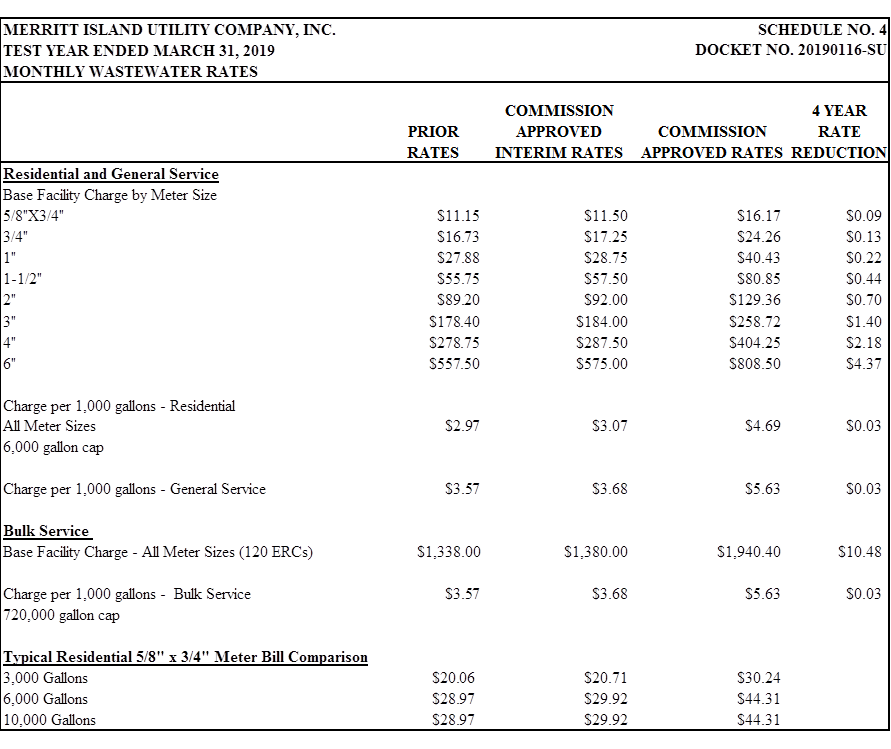 MERRITT ISLAND UTILITY COMPANY, INC. SCHEDULE NO. 4
TEST YEAR ENDED MARCH 31, 2019 DOCKET NO. 20190116-SU
MONTHLY WASTEWATER RATES
COMMISSION 4 YEAR
PRIOR APPROVED COMMISSION RATE
RATES INTERIM RATES APPROVED RATES REDUCTION
Residential and General Service
Base Facility Charge by Meter Size
5/8"X3/4" $11.15 $11.50 $16.17 $0.09
3/4" $16.73 $17.25 $24.26 $0.13
1" $27.88 $28.75 $40.43 $0.22
1-1/2" $55.75 $57.50 $80.85 $0.44
2" $89.20 $92.00 $129.36 $0.70
3" $178.40 $184.00 $258.72 $1.40
4" $278.75 $287.50 $404.25 $2.18
6" $557.50 $575.00 $808.50 $4.37
Charge per 1,000 gallons - Residential
All Meter Sizes $2.97 $3.07 $4.69 $0.03
6,000 gallon cap
Charge per 1,000 gallons - General Service $3.57 $3.68 $5.63 $0.03
Bulk Service
Base Facility Charge - All Meter Sizes (120 ERCs) $1,338.00 $1,380.00 $1,940.40 $10.48
Charge per 1,000 gallons - Bulk Service $3.57 $3.68 $5.63 $0.03
720,000 gallon cap
Typical Residential 5/8" x 3/4" Meter Bill Comparison
3,000 Gallons $20.06 $20.71 $30.24
6,000 Gallons $28.97 $29.92 $44.31
10,000 Gallons $28.97 $29.92 $44.31